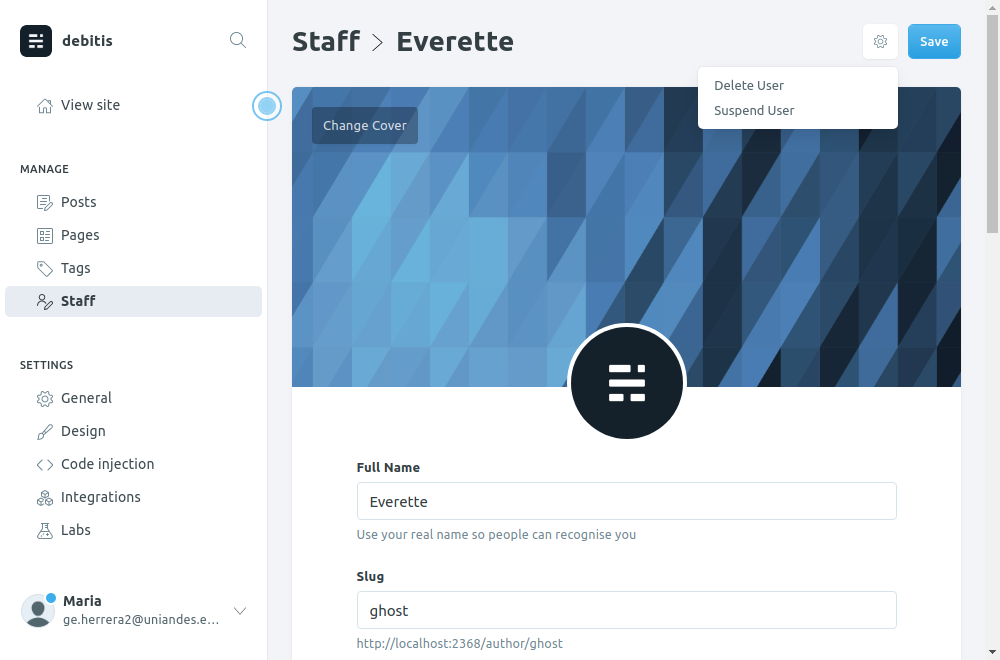 debitis
View site
MANAGE
Posts
Pages
Tags
Staff
SETTINGS
General
Design
Code injection
Integrations
Labs
Maria
ge.herrera2@uniandes.e...
Staff > Everette
Save
Delete User
Suspend User
Change Cover
Full Name
Everette
Use your real name so people can recognise you
Slug
ghost
http://localhost:2368/author/ghost